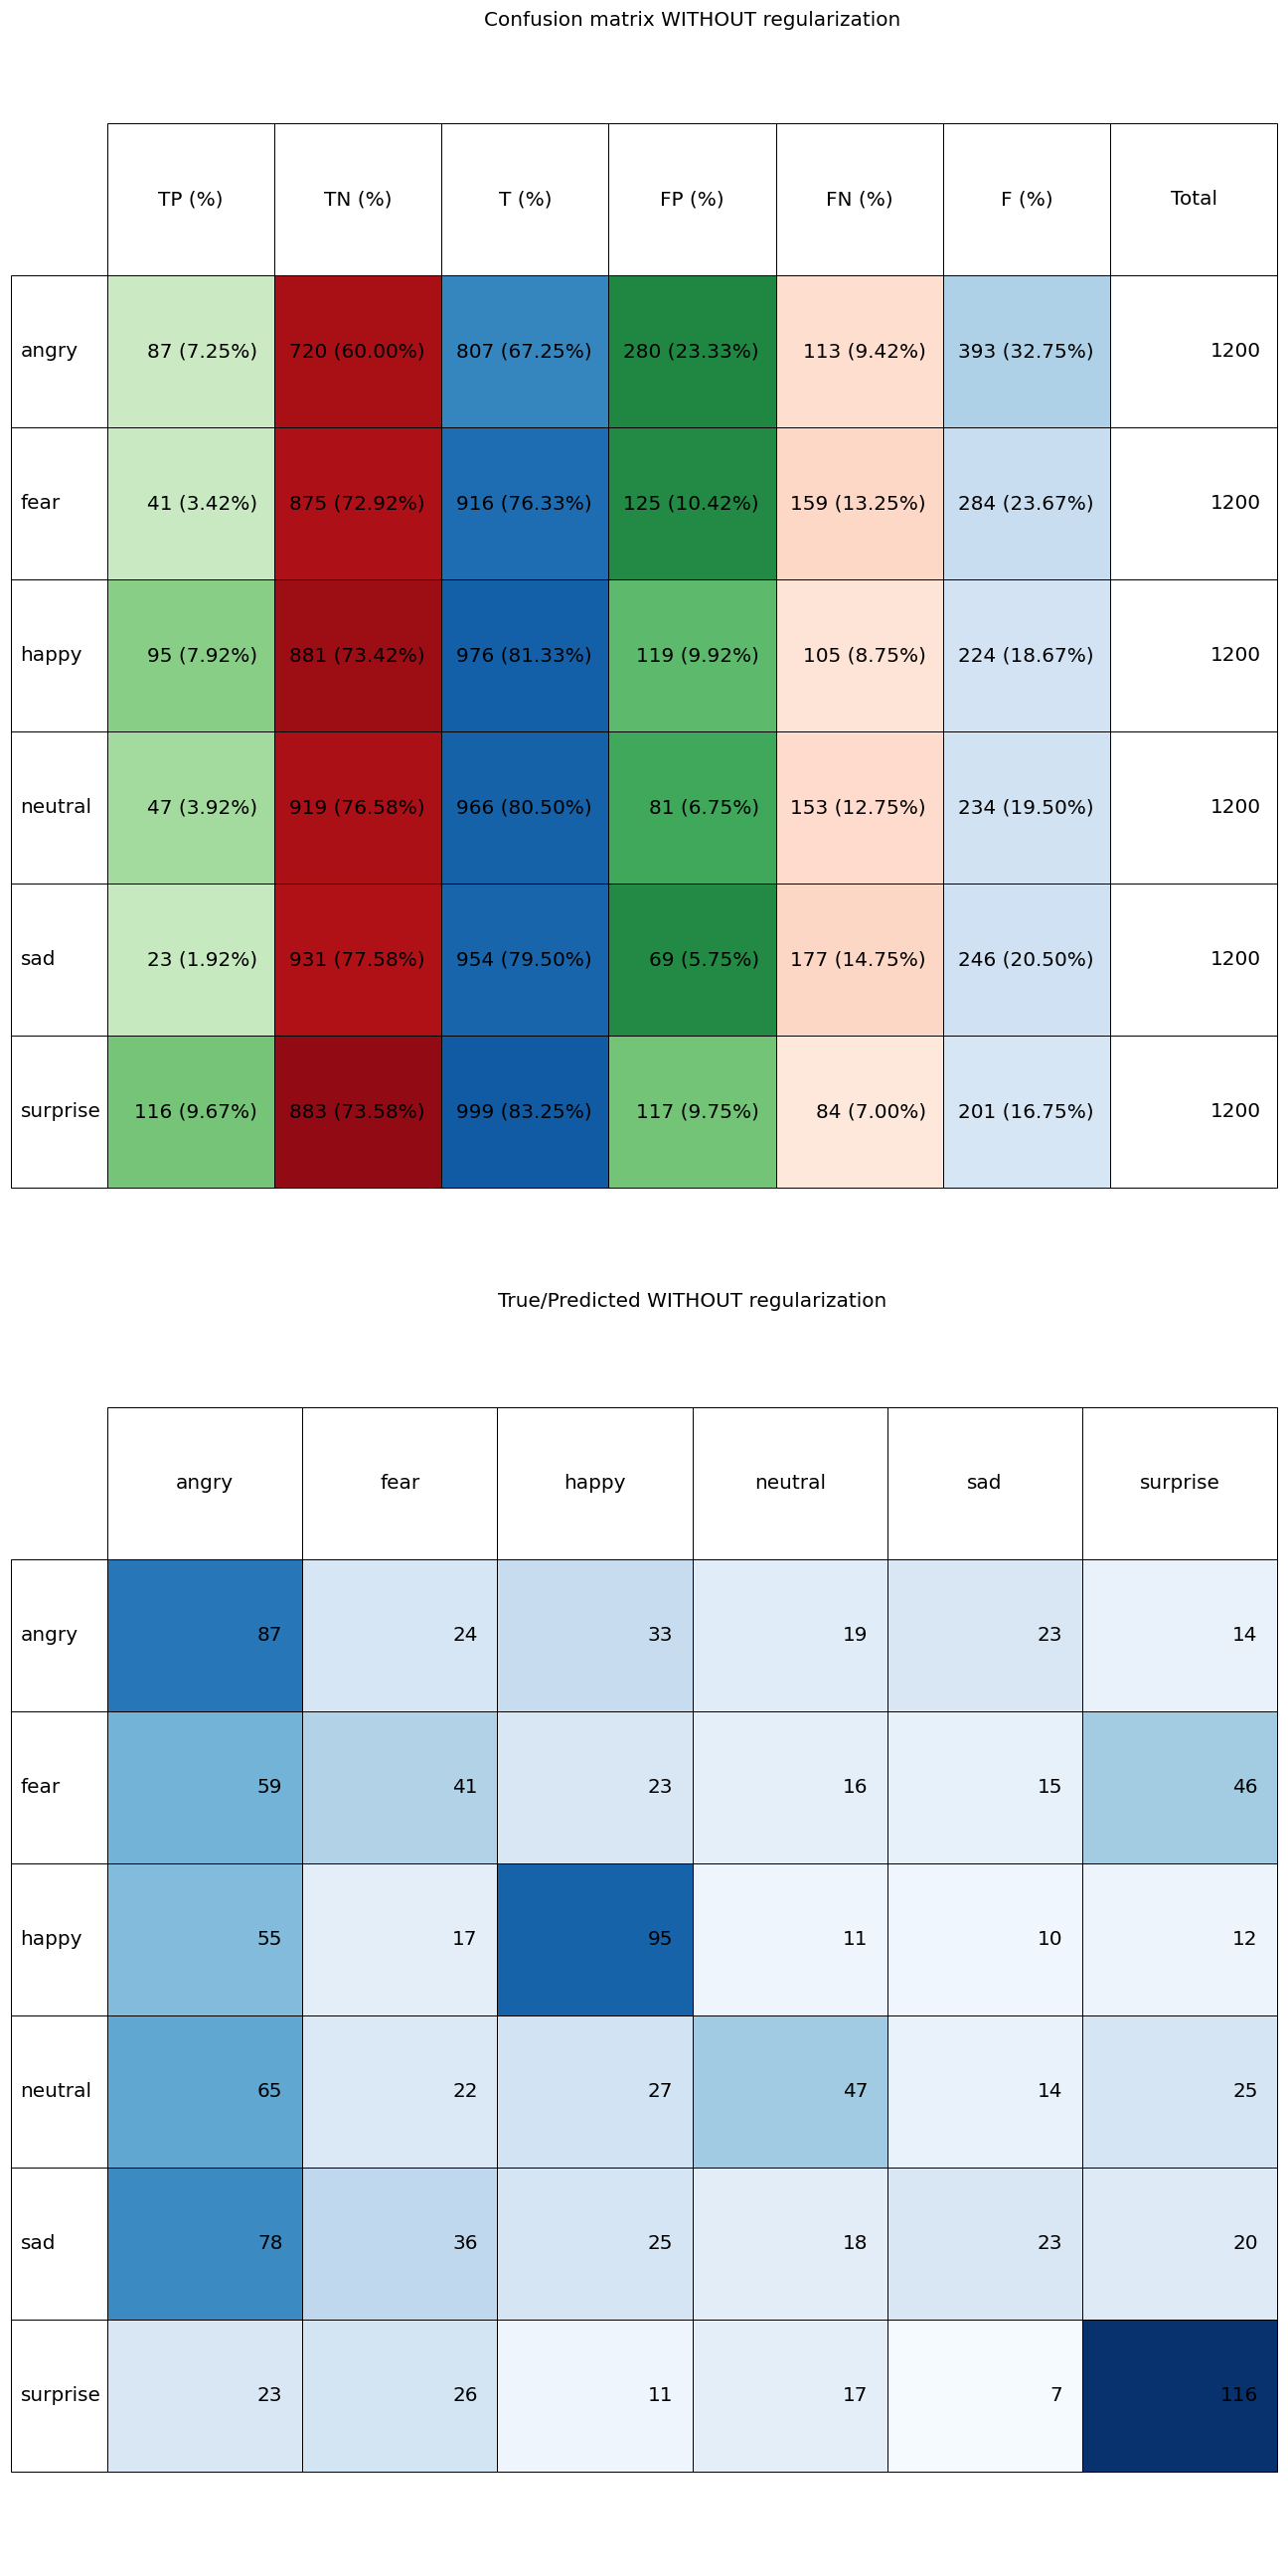 Confusion matrix WITHOUT regularization
TP (%) TN (%) T (%) FP (%) FN (%) F (%) Total
angry 87 (7.25%) 720 (60.00%) 807 (67.25%) 280 (23.33%) 113 (9.42%) 393 (32.75%) 1200
fear 41 (3.42%) 875 (72.92%) 916 (76.33%) 125 (10.42%) 159 (13.25%) 284 (23.67%) 1200
happy 95 (7.92%) 881 (73.42%) 976 (81.33%) 119 (9.92%) 105 (8.75%) 224 (18.67%) 1200
neutral 47 (3.92%) 919 (76.58%) 966 (80.50%) 81 (6.75%) 153 (12.75%) 234 (19.50%) 1200
sad 23 (1.92%) 931 (77.58%) 954 (79.50%) 69 (5.75%) 177 (14.75%) 246 (20.50%) 1200
surprise 116 (9.67%) 883 (73.58%) 999 (83.25%) 117 (9.75%) 84 (7.00%) 201 (16.75%) 1200
True/Predicted WITHOUT regularization
angry fear happy neutral sad surprise
angry 87 24 33 19 23 14
fear 59 41 23 16 15 46
happy 55 17 95 11 10 12
neutral 65 22 27 47 14 25
sad 78 36 25 18 23 20
surprise 23 26 11 17 7 116